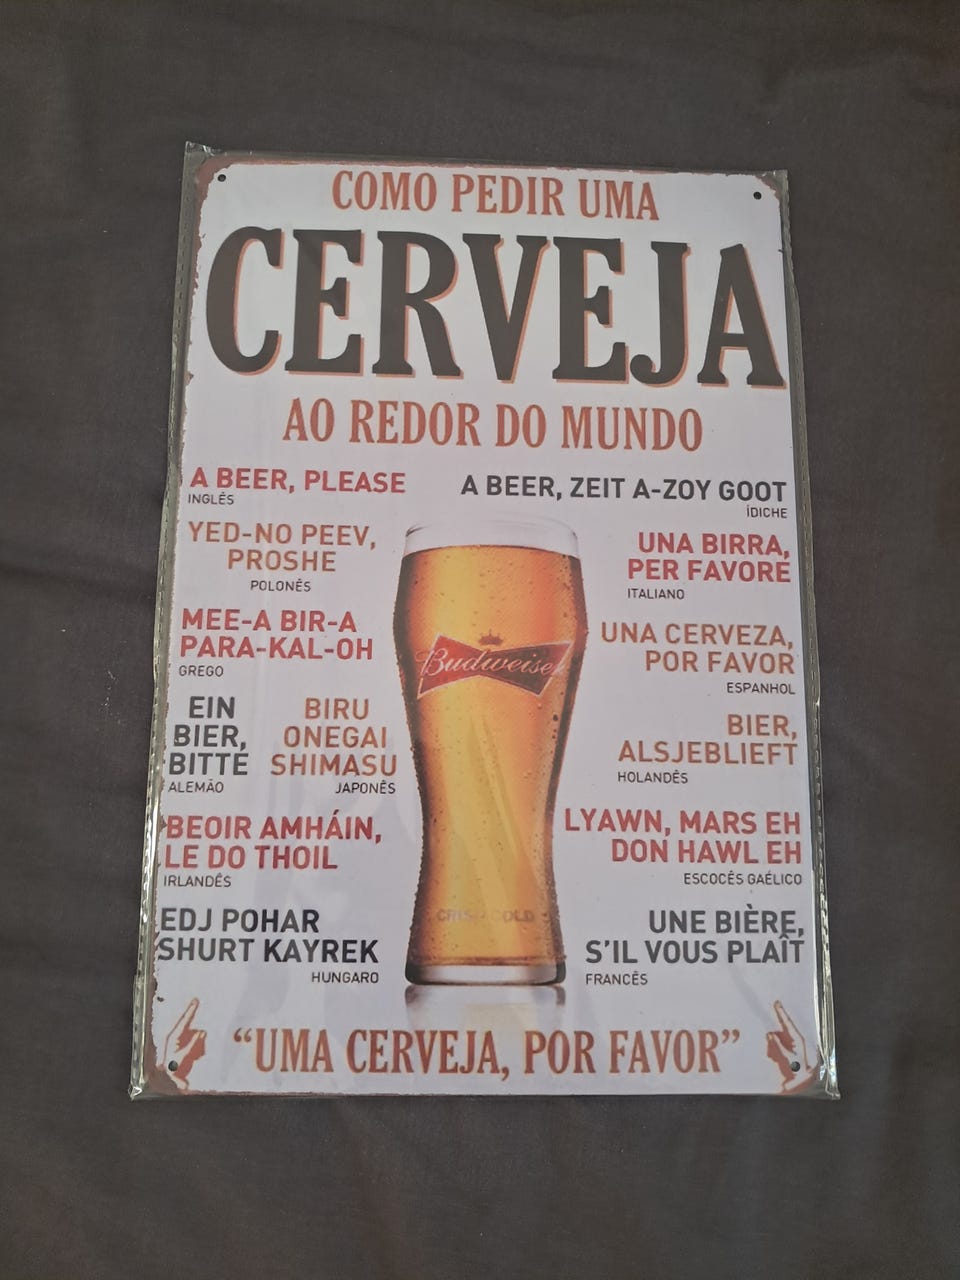 COMO PEDIR UMA
CERVEJA
AO REDOR DO MUNDO
A BEER, PLEASE
INGLÊS
A BEER, ZEIT A-ZOY GOOT
ÍDICHE
YED-NO PEEV,
PROSHE
POLONÊS
UNA BIRRA,
PER FAVORE
ITALIANO
MEE-A BIR-A
PARA-KAL-OH
GREGO
UNA CERVEZA,
POR FAVOR
ESPANHOL
EIN
BIER,
BITTE
ALEMÃO
BIRU
ONEGAI
SHIMASU
JAPONÊS
BIER,
ALSJEBLIEFT
HOLANDÊS
BEOIR AMHÁIN,
LE DO THOIL
IRLANDÊS
LYAWN, MARS EH
DON HAWL EH
ESCOCÊS GAÉLICO
EDJ POHAR
SHURT KAYREK
HUNGARO
UNE BIÈRE,
S'IL VOUS PLAÎT
FRANCÊS
Budweiser
"UMA CERVEJA, POR FAVOR"